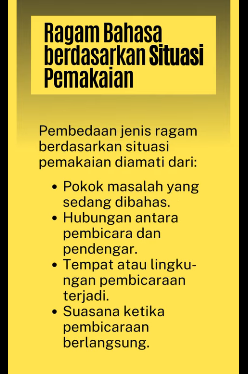 Ragam Bahasa
berdasarkan Situasi
Pemakaian
Pembedaan jenis ragam
berdasarkan situasi
pemakaian diamati dari:
• Pokok masalah yang
sedang dibahas.
• Hubungan antara
pembicara dan
pendengar.
• Tempat atau lingku-
ngan pembicaraan
terjadi.
• Suasana ketika
pembicaraan
berlangsung.